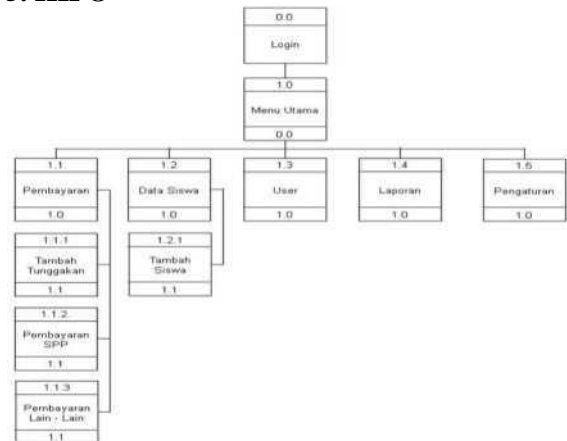 0.0
Login
1.0
Menu Utama
0.0
1.1.
Pembayaran
1.0
1.2
Data Siswa
1.0
1.3
User
1.0
1.4
Laporan
1.0
1.5
Pengaturan
1.0
1.1.1
Tambah
Tunggakan
1.1
1.2.1
Tambah
Siswa
1.1
1.1.2.
Pembayaran
SPP
1.1
1.1.3
Pembayaran
Lain - Lain
1.1